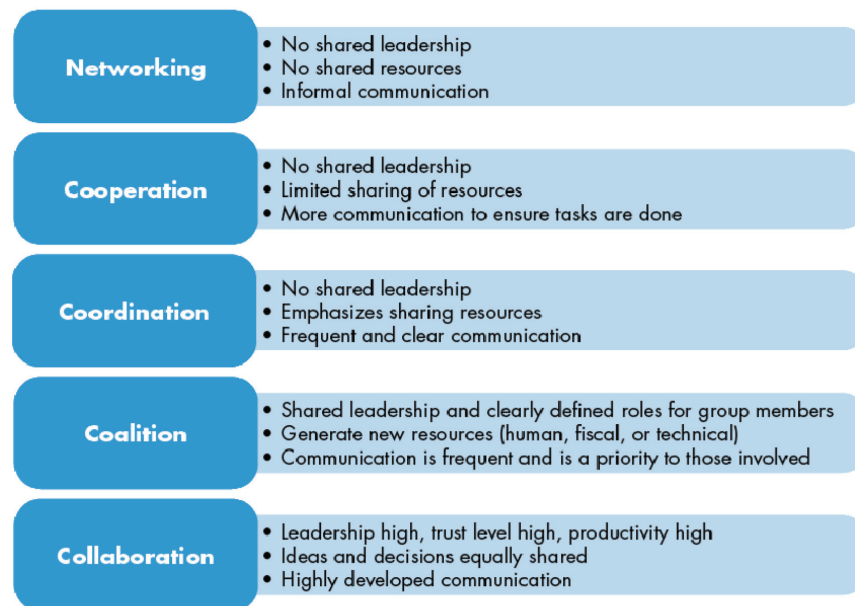 Networking
• No shared leadership
• No shared resources
• Informal communication
Cooperation
• No shared leadership
• Limited sharing of resources
• More communication to ensure tasks are done
Coordination
• No shared leadership
• Emphasizes sharing resources
• Frequent and clear communication
Coalition
• Shared leadership and clearly defined roles for group members
• Generate new resources (human, fiscal, or technical)
• Communication is frequent and is a priority to those involved
Collaboration
• Leadership high, trust level high, productivity high
• Ideas and decisions equally shared
• Highly developed communication